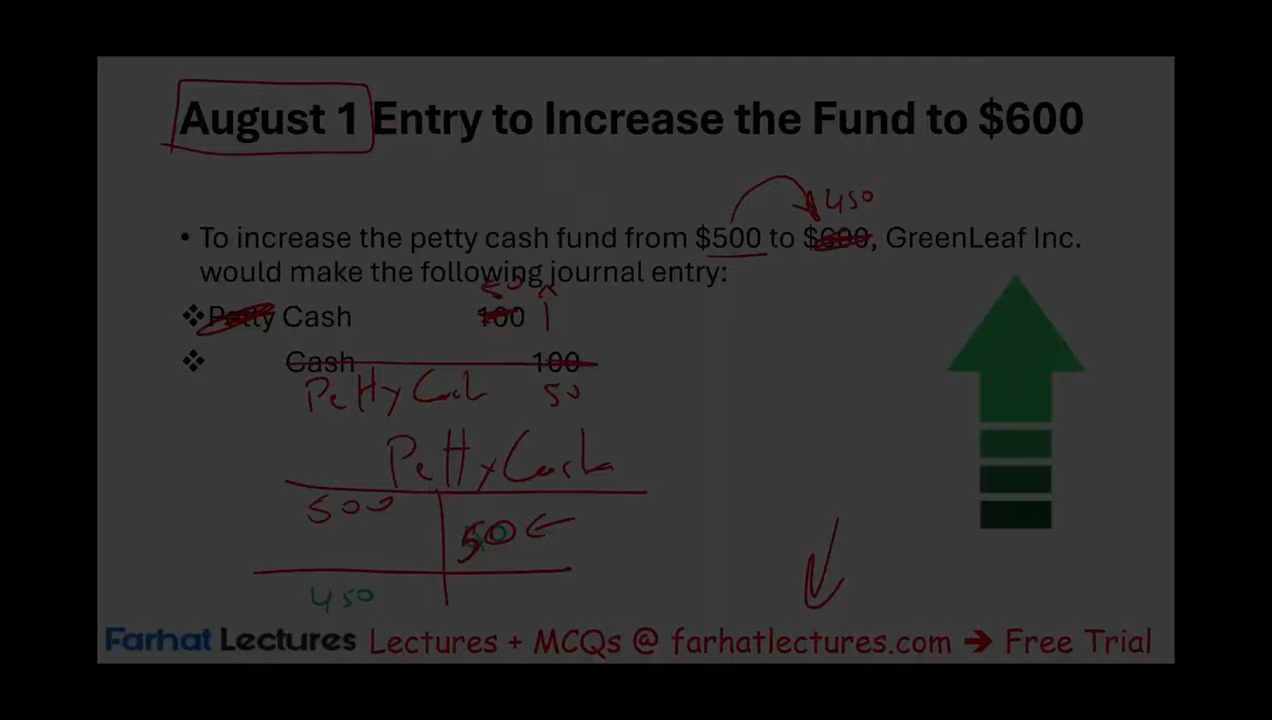 August 1 Entry to Increase the Fund to $600
450
• To increase the petty cash fund from $500 to $600, GreenLeaf Inc.
would make the following journal entry:
50
❖Petty Cash 100
❖ Cash 100
Petty Cash 50
Petty Cash
500
50
450
Farhat Lectures Lectures + MCQs @ farhatlectures.com ➔ Free Trial